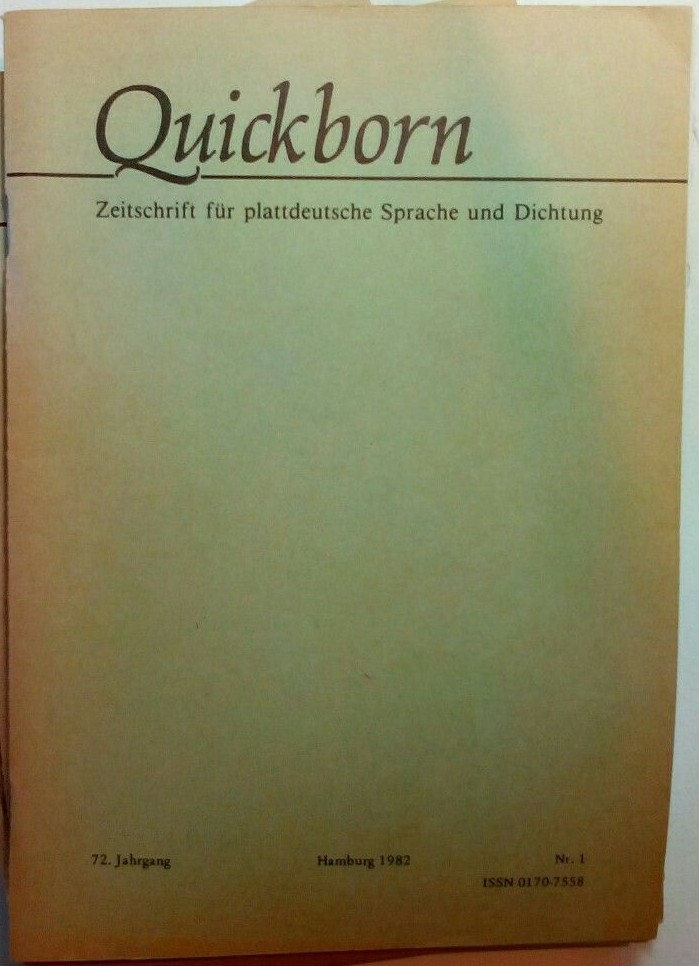 Quickborn
Zeitschrift für plattdeutsche Sprache und Dichtung
72. Jahrgang Hamburg 1982 Nr. 1
ISSN 0170-7558